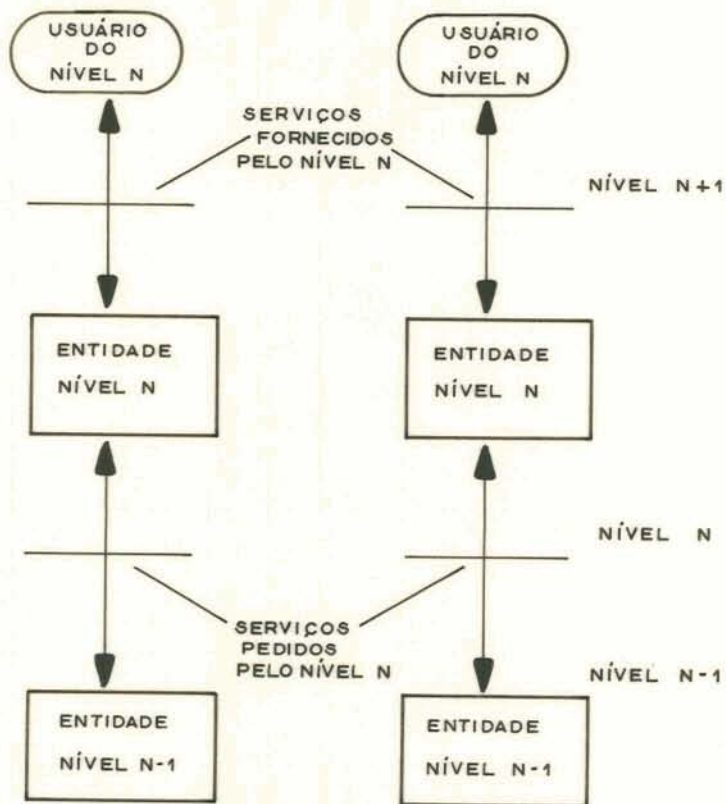 USUÁRIO
DO
NÍVEL N
USUÁRIO
DO
NÍVEL N
SERVIÇOS
FORNECIDOS
PELO NÍVEL N
NÍVEL N+1
ENTIDADE
NÍVEL N
ENTIDADE
NÍVEL N
NÍVEL N
SERVIÇOS
PEDIDOS
PELO NÍVEL N
NÍVEL N-1
ENTIDADE
NÍVEL N-1
ENTIDADE
NÍVEL N-1